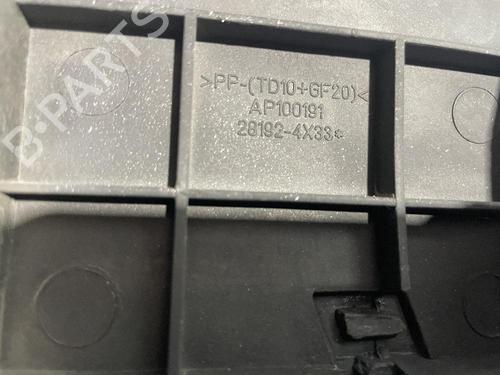 B-PARTS
>PP-(TD10+GF20)<
AP100191
28192-4X33